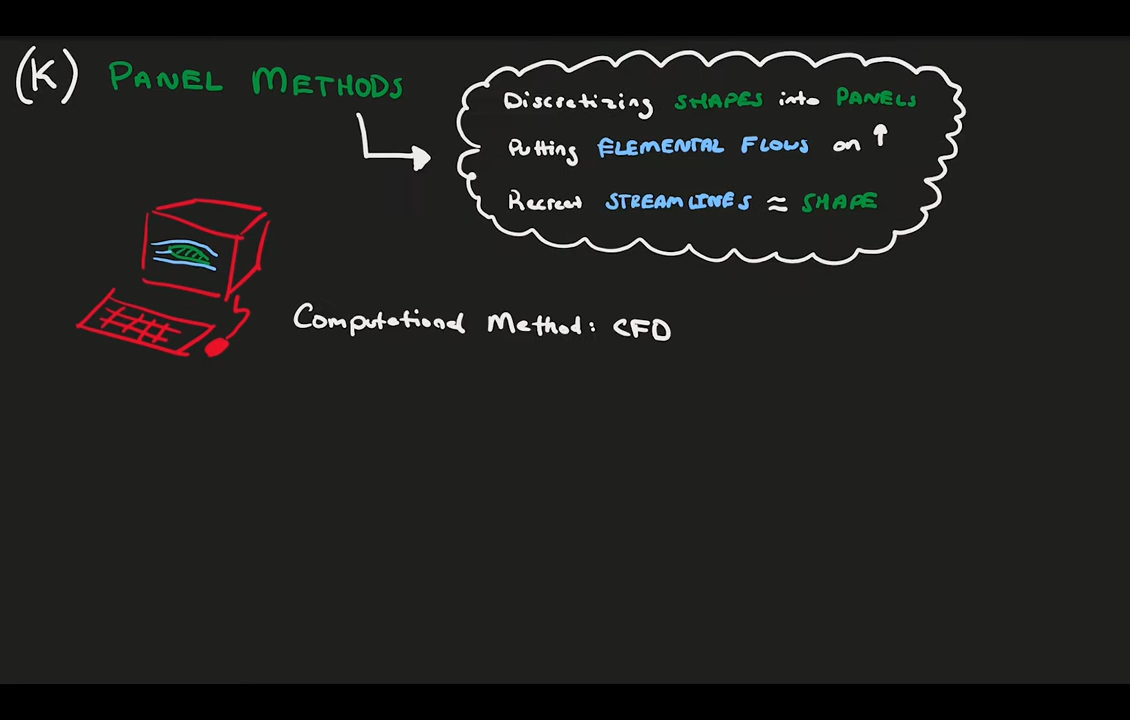 (K) PANEL METHODS
Discretizing SHAPES into PANELS
Putting ELEMENTAL FLOWS on ↑
Recreat STREAMLINES ≈ SHAPE
Computational Method: CFD